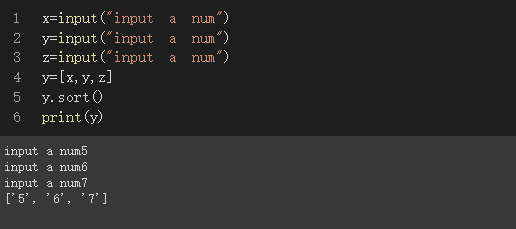 1 x=input("input a num")
2 y=input("input a num")
3 z=input("input a num")
4 y=[x,y,z]
5 y.sort()
6 print(y)
input a num5
input a num6
input a num7
['5', '6', '7']